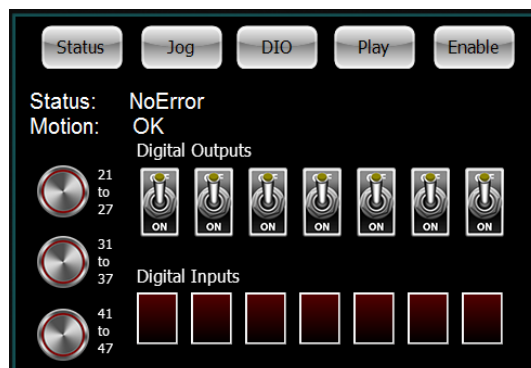 Status Jog DIO Play Enable
Status: NoError
Motion: OK
Digital Outputs
21
to
27
ON ON ON ON ON ON ON
31
to
37
Digital Inputs
41
to
47